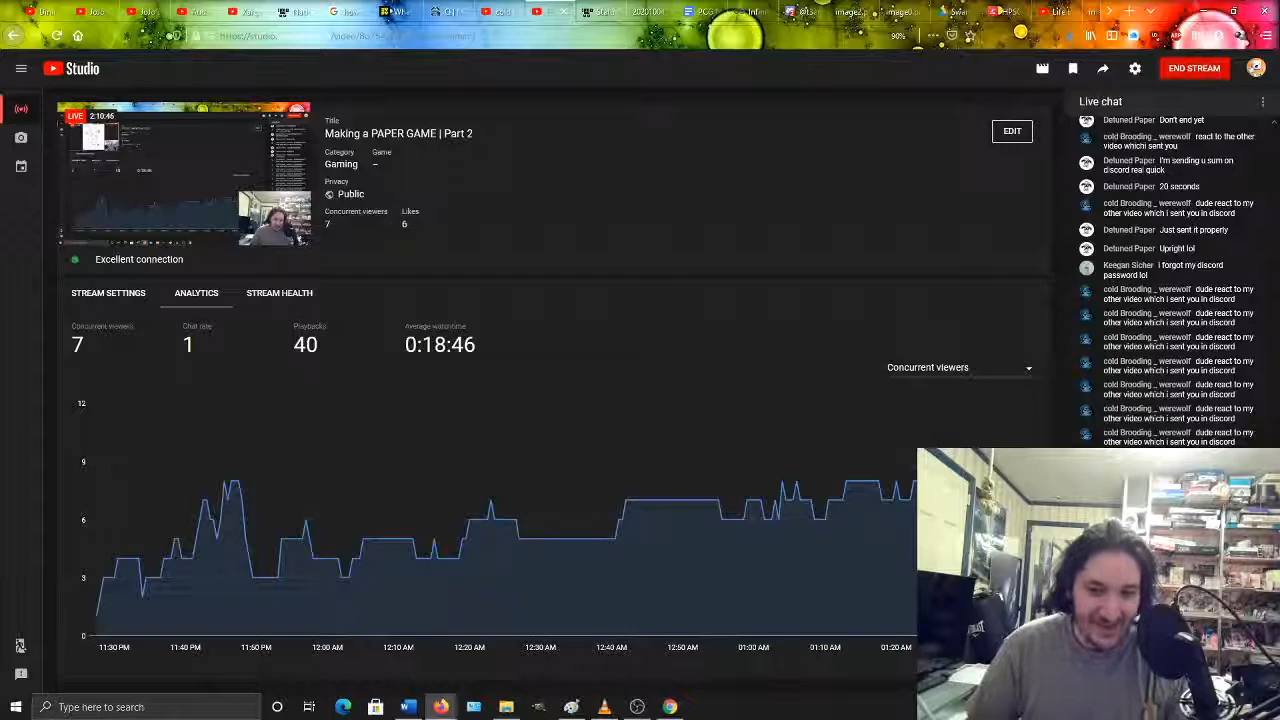 Studio
END STREAM
LIVE 2:10:46
Title
Making a PAPER GAME | Part 2
EDIT
Category Game
Gaming –
Privacy
Public
Concurrent viewers Likes
7 6
Excellent connection
STREAM SETTINGS ANALYTICS STREAM HEALTH
Concurrent viewers Chat rate Playbacks Average watchtime
7 1 40 0:18:46
Concurrent viewers
12
9
6
3
0
11:30 PM 11:40 PM 11:50 PM 12:00 AM 12:10 AM 12:20 AM 12:30 AM 12:40 AM 12:50 AM 01:00 AM 01:10 AM 01:20 AM
Live chat
Detuned Paper Don't end yet
cold Brooding _ werewolf react to the other
video which sent you
Detuned Paper I'm sending u sum on
discord real quick
Detuned Paper 20 seconds
cold Brooding _ werewolf dude react to my
other video which i sent you in discord
Detuned Paper Just sent it properly
Detuned Paper Upright lol
Keegan Sicher i forgot my discord
password lol
cold Brooding _ werewolf dude react to my
other video which i sent you in discord
cold Brooding _ werewolf dude react to my
other video which i sent you in discord
cold Brooding _ werewolf dude react to my
other video which i sent you in discord
cold Brooding _ werewolf dude react to my
other video which i sent you in discord
cold Brooding _ werewolf dude react to my
other video which i sent you in discord
cold Brooding _ werewolf dude react to my
other video which i sent you in discord
cold Brooding _ werewolf dude react to my
other video which i sent you in discord
Type here to search
90%